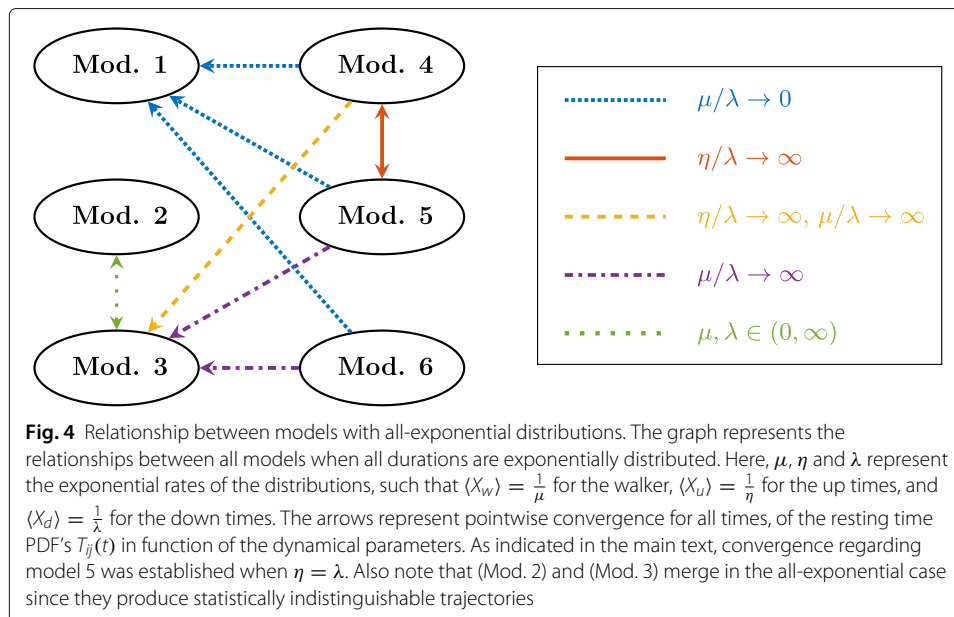 Mod. 1
Mod. 4
Mod. 2
Mod. 5
Mod. 3
Mod. 6
μ/λ → 0
η/λ → ∞
η/λ → ∞, μ/λ → ∞
μ/λ → ∞
μ, λ ∈ (0, ∞)
Fig. 4 Relationship between models with all-exponential distributions. The graph represents the
relationships between all models when all durations are exponentially distributed. Here, μ, η and λ represent
the exponential rates of the distributions, such that ⟨X_w⟩ = 1/μ for the walker, ⟨X_u⟩ = 1/η for the up times, and
⟨X_d⟩ = 1/λ for the down times. The arrows represent pointwise convergence for all times, of the resting time
PDF's T_ij(t) in function of the dynamical parameters. As indicated in the main text, convergence regarding
model 5 was established when η = λ. Also note that (Mod. 2) and (Mod. 3) merge in the all-exponential case
since they produce statistically indistinguishable trajectories